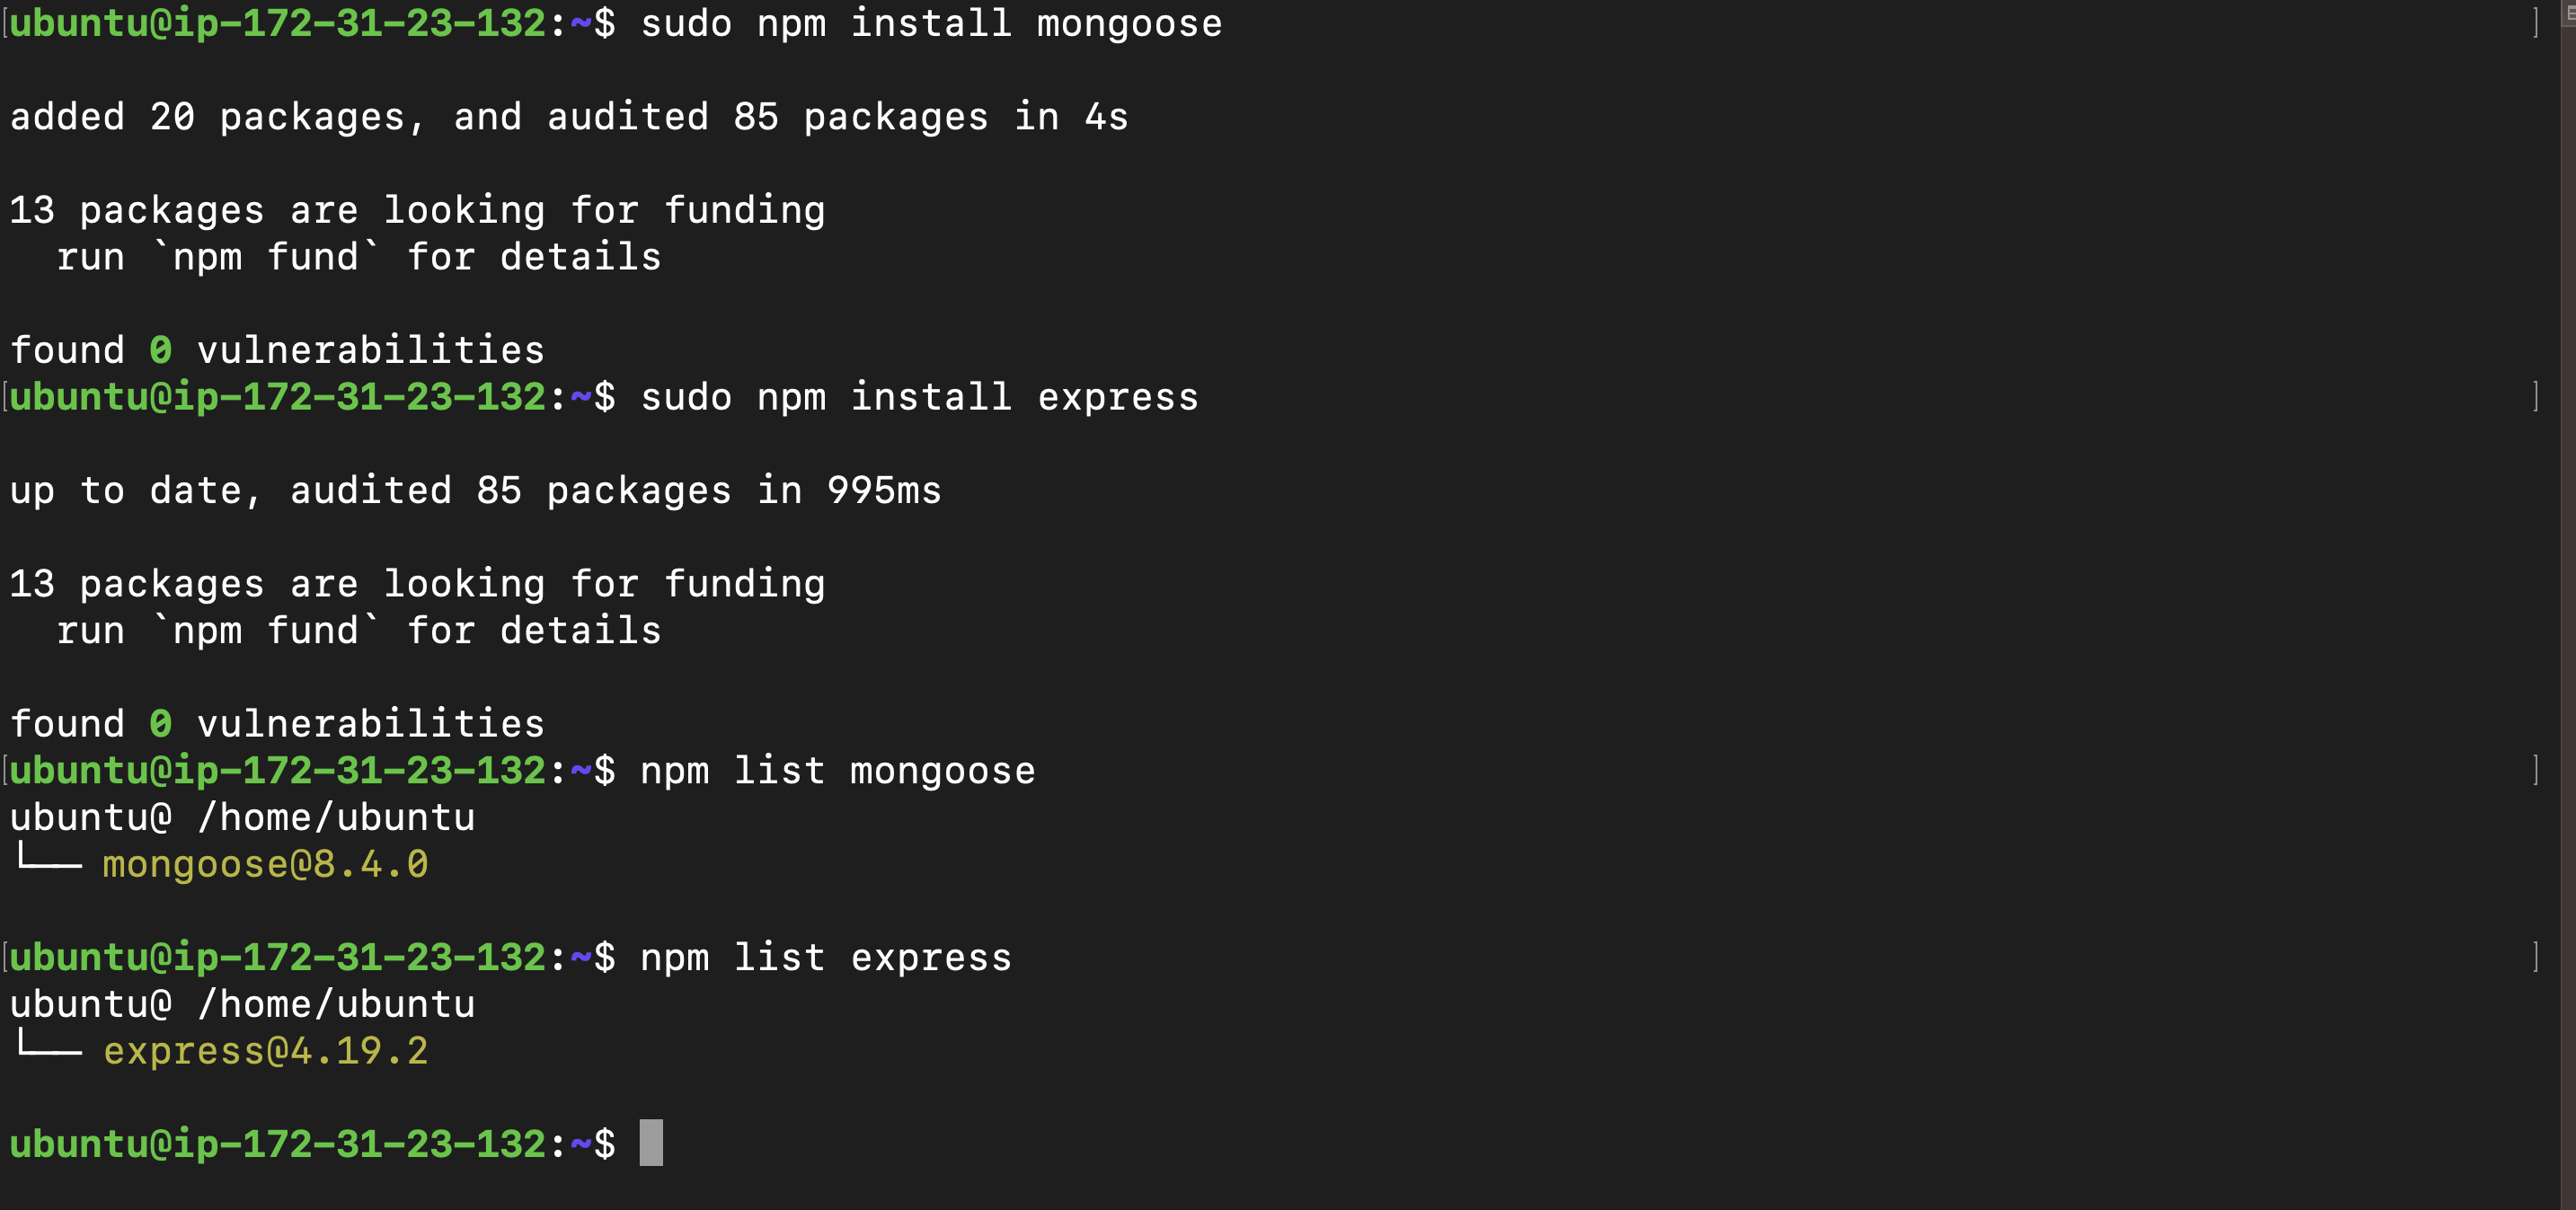 [ubuntu@ip-172-31-23-132:~$ sudo npm install mongoose ]
added 20 packages, and audited 85 packages in 4s
13 packages are looking for funding
  run `npm fund` for details
found 0 vulnerabilities
[ubuntu@ip-172-31-23-132:~$ sudo npm install express ]
up to date, audited 85 packages in 995ms
13 packages are looking for funding
  run `npm fund` for details
found 0 vulnerabilities
[ubuntu@ip-172-31-23-132:~$ npm list mongoose ]
ubuntu@ /home/ubuntu
└── mongoose@8.4.0
[ubuntu@ip-172-31-23-132:~$ npm list express ]
ubuntu@ /home/ubuntu
└── express@4.19.2
ubuntu@ip-172-31-23-132:~$